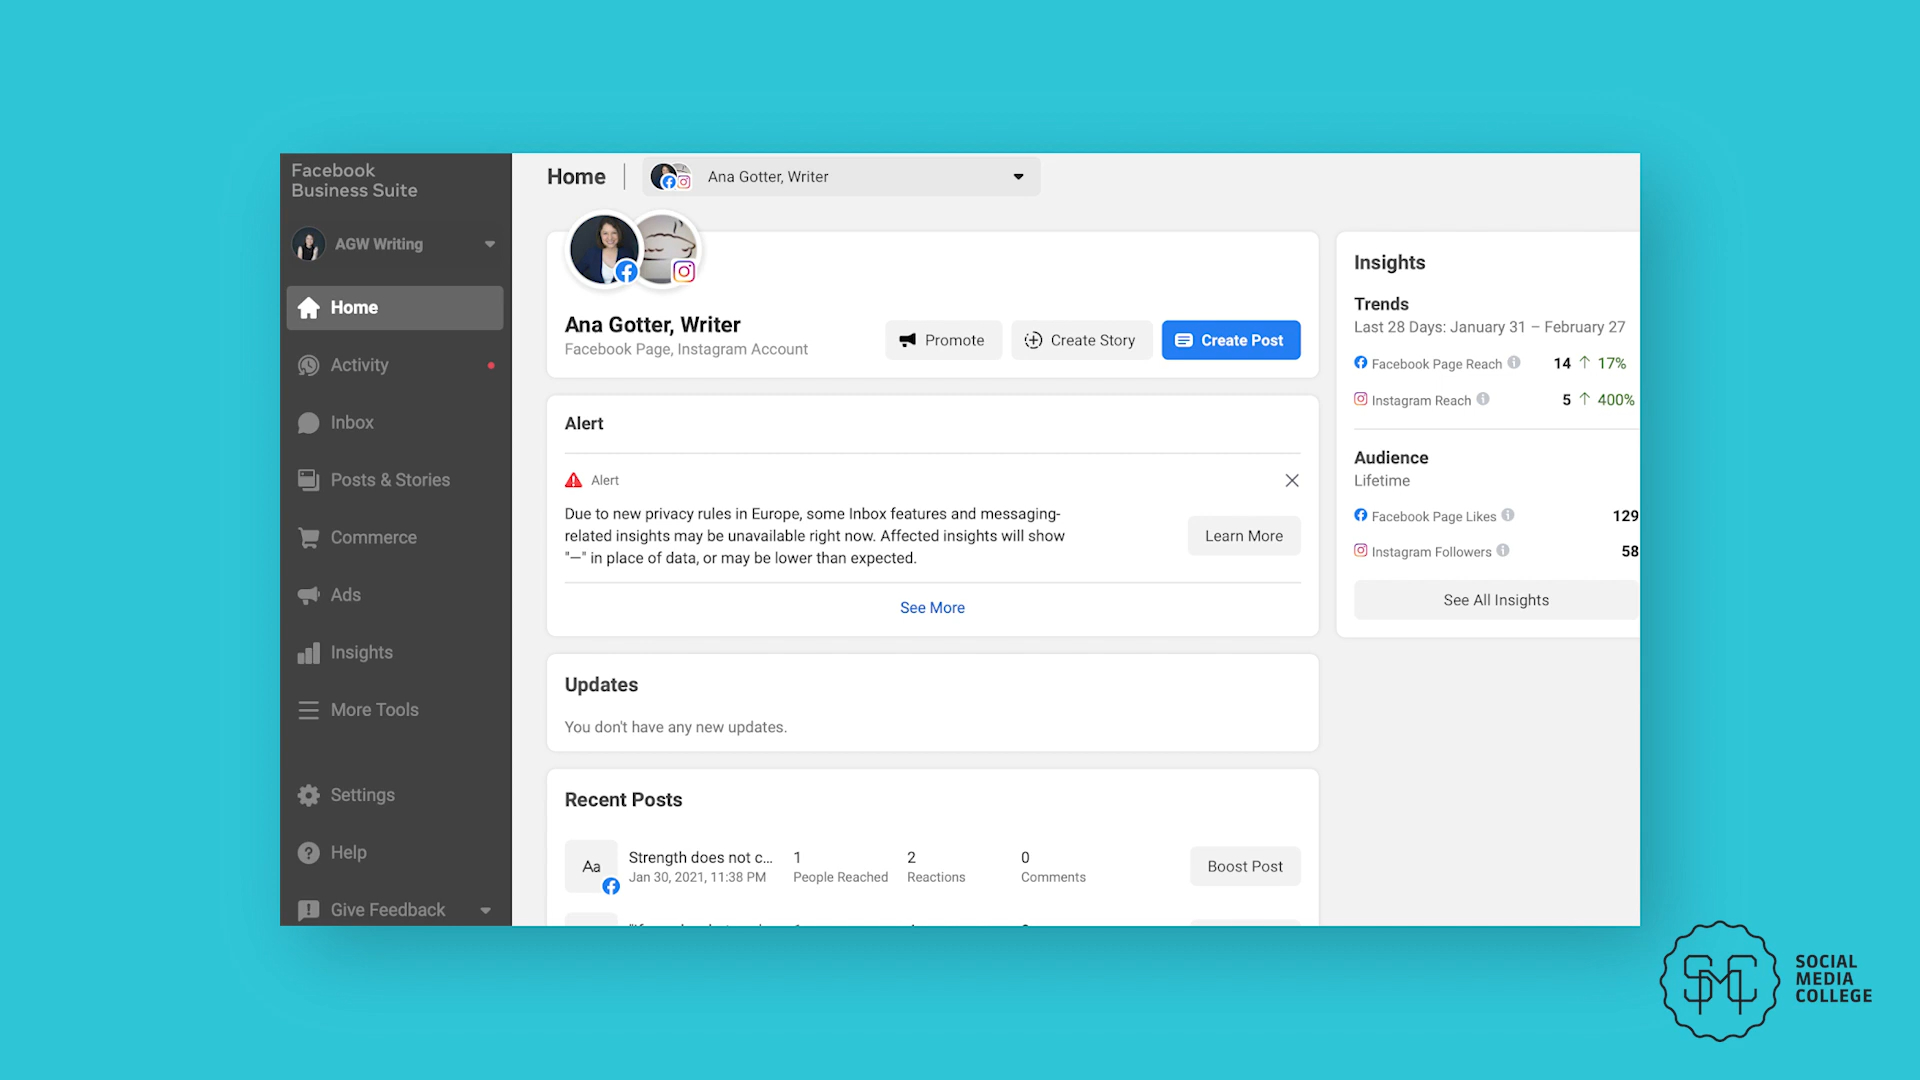 Facebook
Business Suite
AGW Writing
Home
Activity
Inbox
Posts & Stories
Commerce
Ads
Insights
More Tools
Settings
Help
Give Feedback
Home
Ana Gotter, Writer
Ana Gotter, Writer
Facebook Page, Instagram Account
Promote
Create Story
Create Post
Alert
Alert
Due to new privacy rules in Europe, some Inbox features and messaging-
related insights may be unavailable right now. Affected insights will show
"—" in place of data, or may be lower than expected.
Learn More
See More
Updates
You don't have any new updates.
Recent Posts
Aa
Strength does not c...
Jan 30, 2021, 11:38 PM
1
People Reached
2
Reactions
0
Comments
Boost Post
Insights
Trends
Last 28 Days: January 31 – February 27
Facebook Page Reach 14 ↑ 17%
Instagram Reach 5 ↑ 400%
Audience
Lifetime
Facebook Page Likes 129
Instagram Followers 58
See All Insights
SMC
SOCIAL
MEDIA
COLLEGE